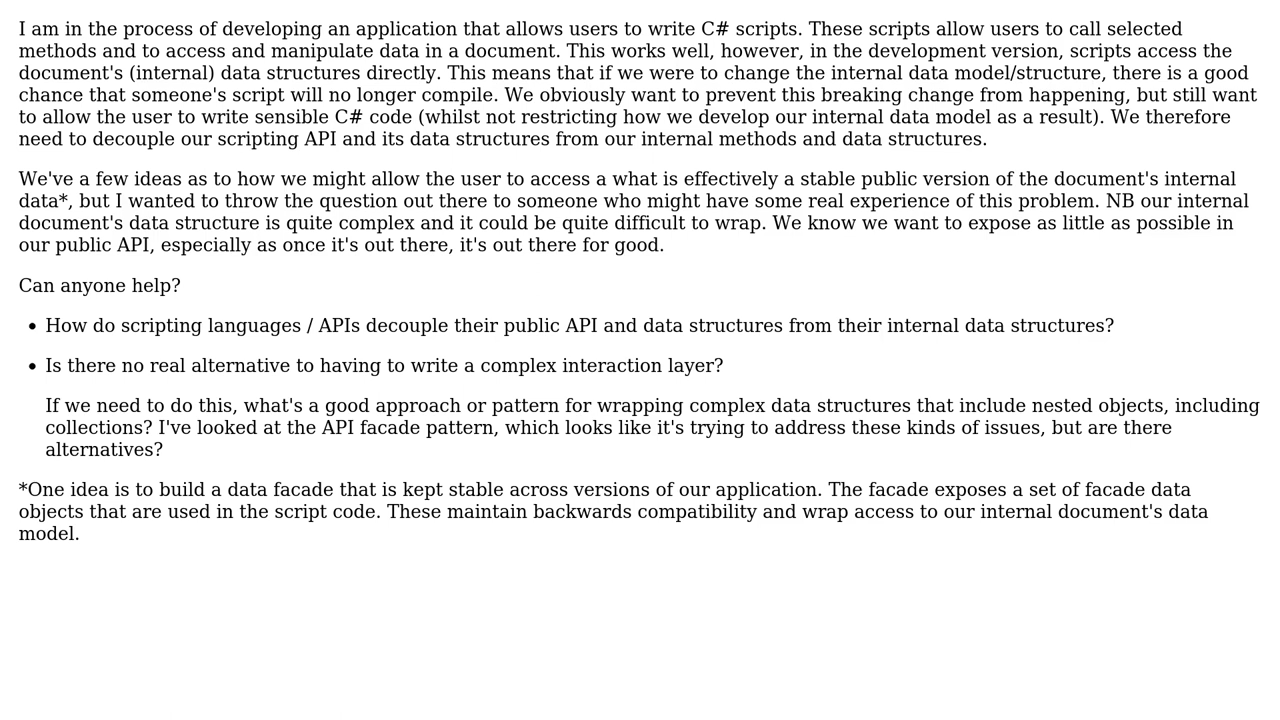 I am in the process of developing an application that allows users to write C# scripts. These scripts allow users to call selected
methods and to access and manipulate data in a document. This works well, however, in the development version, scripts access the
document's (internal) data structures directly. This means that if we were to change the internal data model/structure, there is a good
chance that someone's script will no longer compile. We obviously want to prevent this breaking change from happening, but still want
to allow the user to write sensible C# code (whilst not restricting how we develop our internal data model as a result). We therefore
need to decouple our scripting API and its data structures from our internal methods and data structures.
We've a few ideas as to how we might allow the user to access a what is effectively a stable public version of the document's internal
data*, but I wanted to throw the question out there to someone who might have some real experience of this problem. NB our internal
document's data structure is quite complex and it could be quite difficult to wrap. We know we want to expose as little as possible in
our public API, especially as once it's out there, it's out there for good.
Can anyone help?
• How do scripting languages / APIs decouple their public API and data structures from their internal data structures?
• Is there no real alternative to having to write a complex interaction layer?
If we need to do this, what's a good approach or pattern for wrapping complex data structures that include nested objects, including
collections? I've looked at the API facade pattern, which looks like it's trying to address these kinds of issues, but are there
alternatives?
*One idea is to build a data facade that is kept stable across versions of our application. The facade exposes a set of facade data
objects that are used in the script code. These maintain backwards compatibility and wrap access to our internal document's data
model.